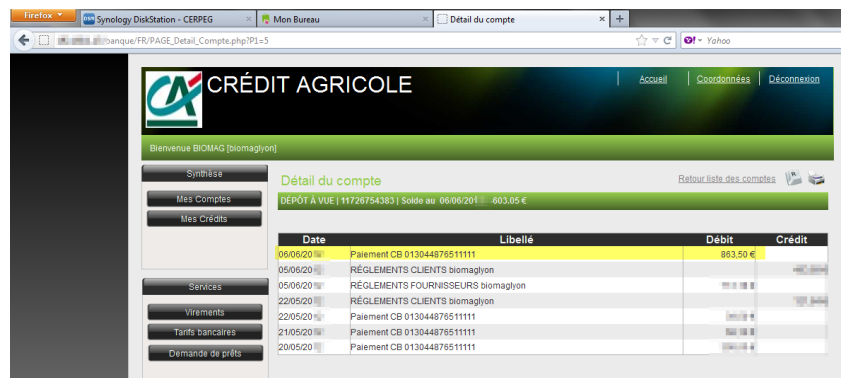 Firefox
Synology DiskStation - CERPEG
Mon Bureau
Détail du compte
banque/FR/PAGE_Detail_Compte.php?P1=5
Yahoo
CRÉDIT AGRICOLE
Accueil
Coordonnées
Déconnexion
Bienvenue BIOMAG [biomaglyon]
Synthèse
Mes Comptes
Mes Crédits
Services
Virements
Tarifs bancaires
Demande de prêts
Détail du compte
Retour liste des comptes
DÉPÔT À VUE | 11726754383 | Solde au 06/06/20 -603.05 €
Date Libellé Débit Crédit
06/06/20 Paiement CB 013044876511111 863,50 €
05/06/20 RÉGLEMENTS CLIENTS biomaglyon
05/06/20 RÉGLEMENTS FOURNISSEURS biomaglyon
22/05/20 RÉGLEMENTS CLIENTS biomaglyon
22/05/20 Paiement CB 013044876511111
21/05/20 Paiement CB 013044876511111
20/05/20 Paiement CB 013044876511111